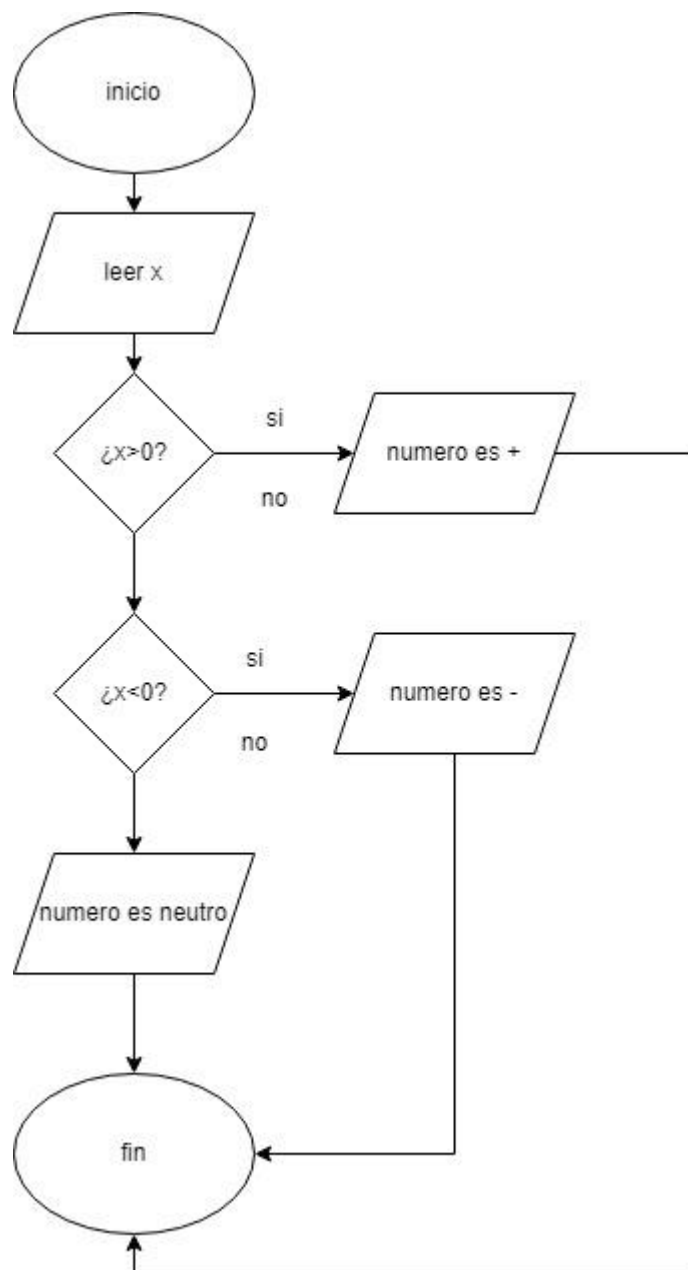 inicio
leer x
¿x>0?
si
numero es +
no
¿x<0?
si
numero es -
no
numero es neutro
fin